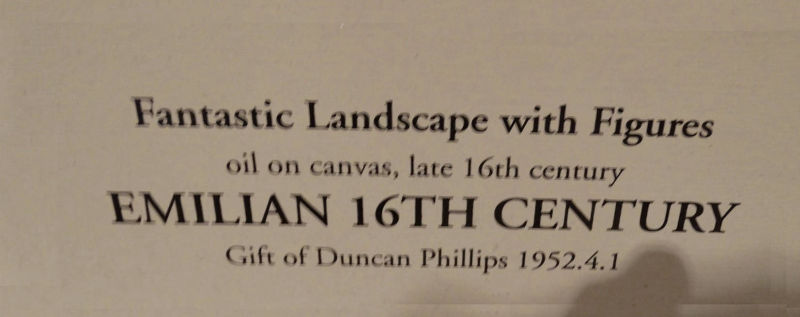 Fantastic Landscape with Figures
oil on canvas, late 16th century
EMILIAN 16TH CENTURY
Gift of Duncan Phillips 1952.4.1